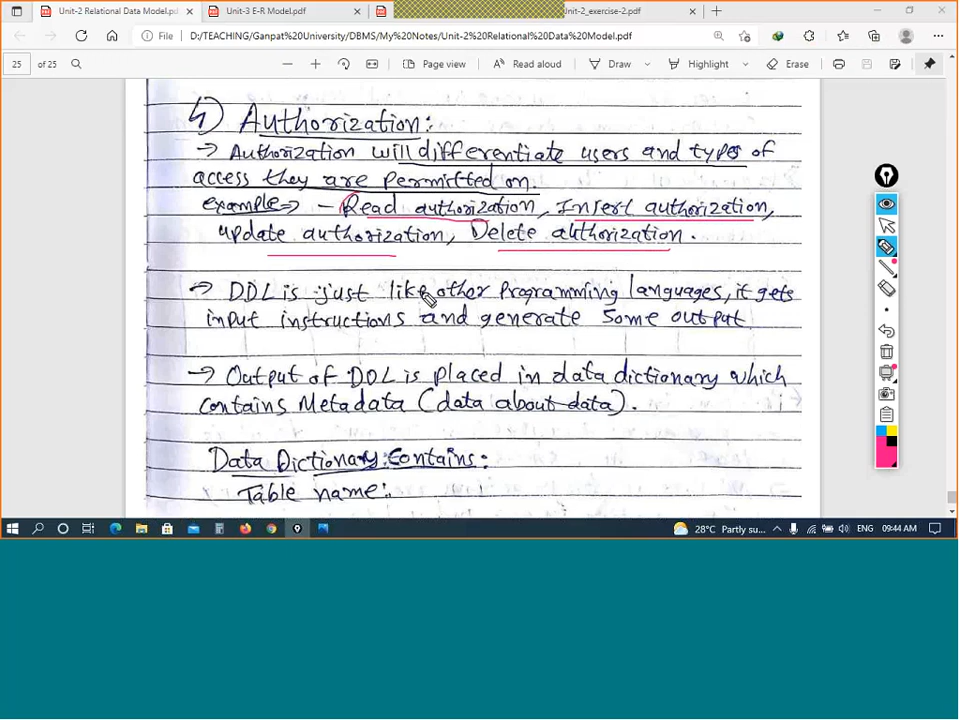 Unit-2 Relational Data Model.pd
Unit-3 E-R Model.pdf
Unit-2_exercise-2.pdf
File
D:/TEACHING/Ganpat%20University/DBMS/My%20Notes/Unit-2%20Relational%20Data%20Model.pdf
25 of 25
Page view
Read aloud
Draw
Highlight
Erase
4) Authorization:
→ Authorization will differentiate users and types of
access they are permitted on.
example⇒ - Read authorization, Insert authorization,
update authorization, Delete authorization.
→ DDL is just like other Programming languages, it gets
input instructions and generate some output
→ Output of DDL is placed in data dictionary which
contains Metadata (data about data).
Data Dictionary Contains:
Table name:
28°C Partly su...
ENG
09:44 AM